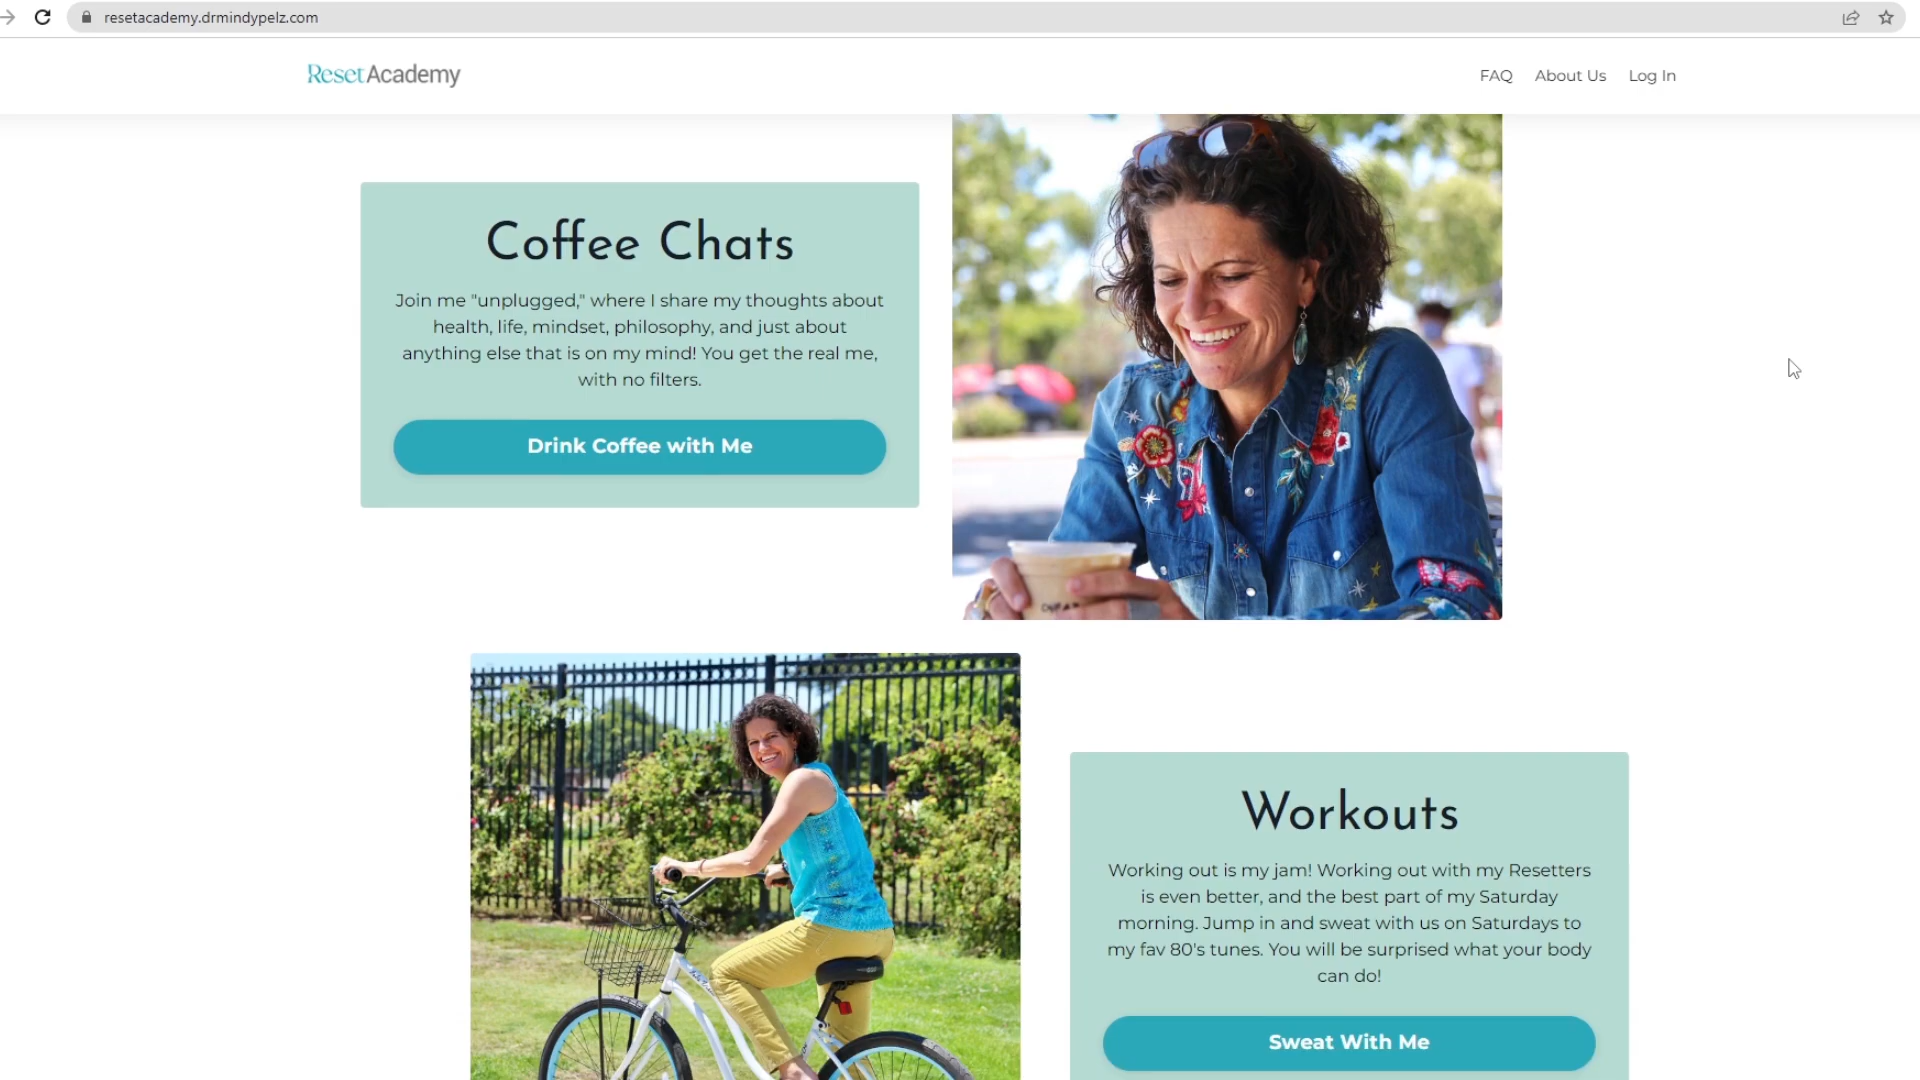 resetacademy.drmindypelz.com
ResetAcademy
FAQ About Us Log In
Coffee Chats
Join me "unplugged," where I share my thoughts about
health, life, mindset, philosophy, and just about
anything else that is on my mind! You get the real me,
with no filters.
Drink Coffee with Me
Workouts
Working out is my jam! Working out with my Resetters
is even better, and the best part of my Saturday
morning. Jump in and sweat with us on Saturdays to
my fav 80's tunes. You will be surprised what your body
can do!
Sweat With Me